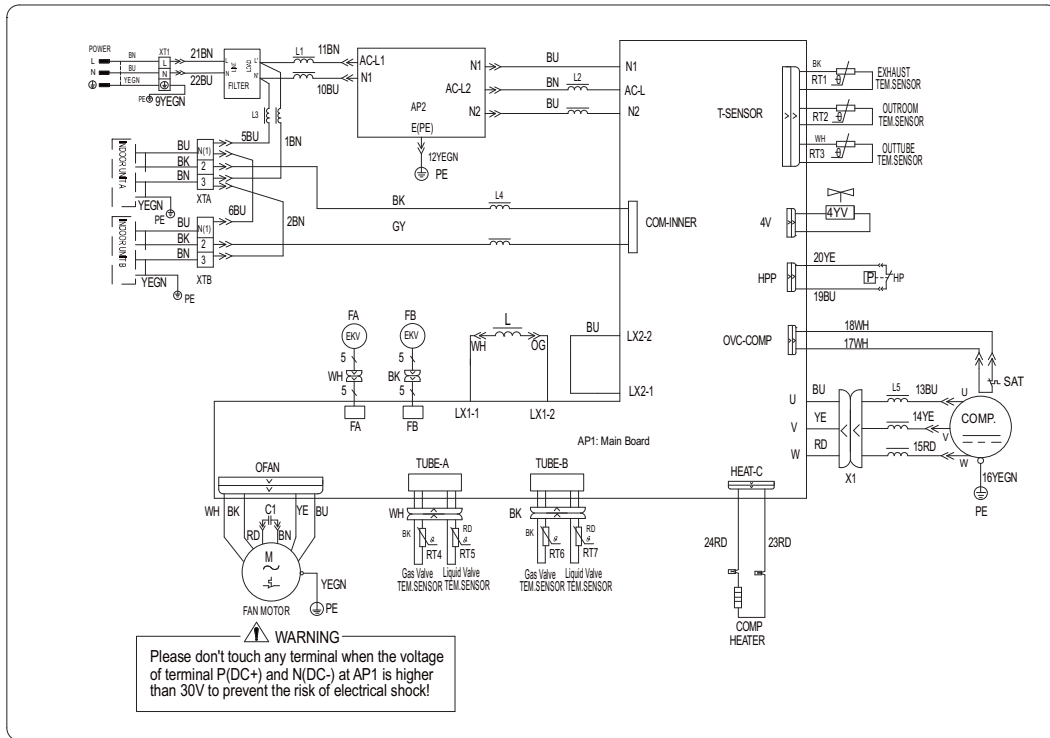 POWER
L
N
BN
BU
YEGN
XT1
L
N
PE
9YEGN
21BN
22BU
L
N
LINE
LOAD
L'
N'
FILTER
L1
11BN
10BU
AC-L1
N1
AP2
E(PE)
12YEGN
PE
N1
AC-L2
N2
BU
BN
L2
BU
N1
AC-L
N2
L3
5BU
1BN
INDOOR UNIT A
BU
BK
BN
YEGN
PE
N(1)
2
3
XTA
6BU
2BN
INDOOR UNIT B
BU
BK
BN
YEGN
PE
N(1)
2
3
XTB
BK
GY
L4
COM-INNER
T-SENSOR
BK
RT1
EXHAUST
TEM.SENSOR
RT2
OUTROOM
TEM.SENSOR
WH
RT3
OUTTUBE
TEM.SENSOR
4V
4YV
HPP
20YE
P
HP
19BU
OVC-COMP
18WH
17WH
SAT
U
V
W
BU
YE
RD
X1
L5
13BU
14YE
15RD
U
V
W
COMP.
16YEGN
PE
FA
EKV
5
WH
5
FA
FB
EKV
5
BK
5
FB
L
WH
OG
LX1-1
LX1-2
BU
LX2-2
LX2-1
AP1: Main Board
OFAN
WH
BK
C1
YE
BU
RD
BN
M
YEGN
PE
FAN MOTOR
TUBE-A
WH
BK
RT4
RD
RT5
Gas Valve
TEM.SENSOR
Liquid Valve
TEM.SENSOR
TUBE-B
BK
BK
RT6
RD
RT7
Gas Valve
TEM.SENSOR
Liquid Valve
TEM.SENSOR
HEAT-C
24RD
23RD
COMP
HEATER
WARNING
Please don't touch any terminal when the voltage
of terminal P(DC+) and N(DC-) at AP1 is higher
than 30V to prevent the risk of electrical shock!